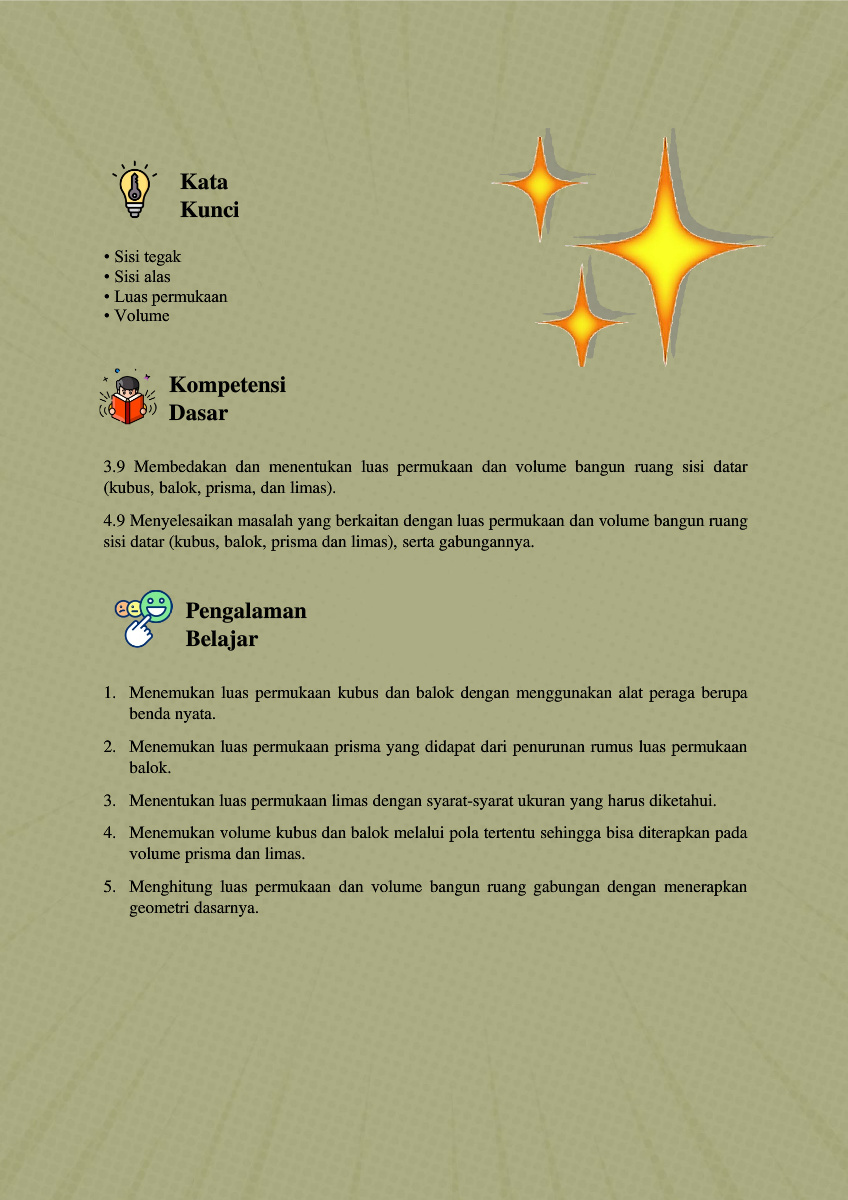 Kata
Kunci
• Sisi tegak
• Sisi alas
• Luas permukaan
• Volume
Kompetensi
Dasar
3.9 Membedakan dan menentukan luas permukaan dan volume bangun ruang sisi datar
(kubus, balok, prisma, dan limas).
4.9 Menyelesaikan masalah yang berkaitan dengan luas permukaan dan volume bangun ruang
sisi datar (kubus, balok, prisma dan limas), serta gabungannya.
Pengalaman
Belajar
1. Menemukan luas permukaan kubus dan balok dengan menggunakan alat peraga berupa
benda nyata.
2. Menemukan luas permukaan prisma yang didapat dari penurunan rumus luas permukaan
balok.
3. Menentukan luas permukaan limas dengan syarat-syarat ukuran yang harus diketahui.
4. Menemukan volume kubus dan balok melalui pola tertentu sehingga bisa diterapkan pada
volume prisma dan limas.
5. Menghitung luas permukaan dan volume bangun ruang gabungan dengan menerapkan
geometri dasarnya.